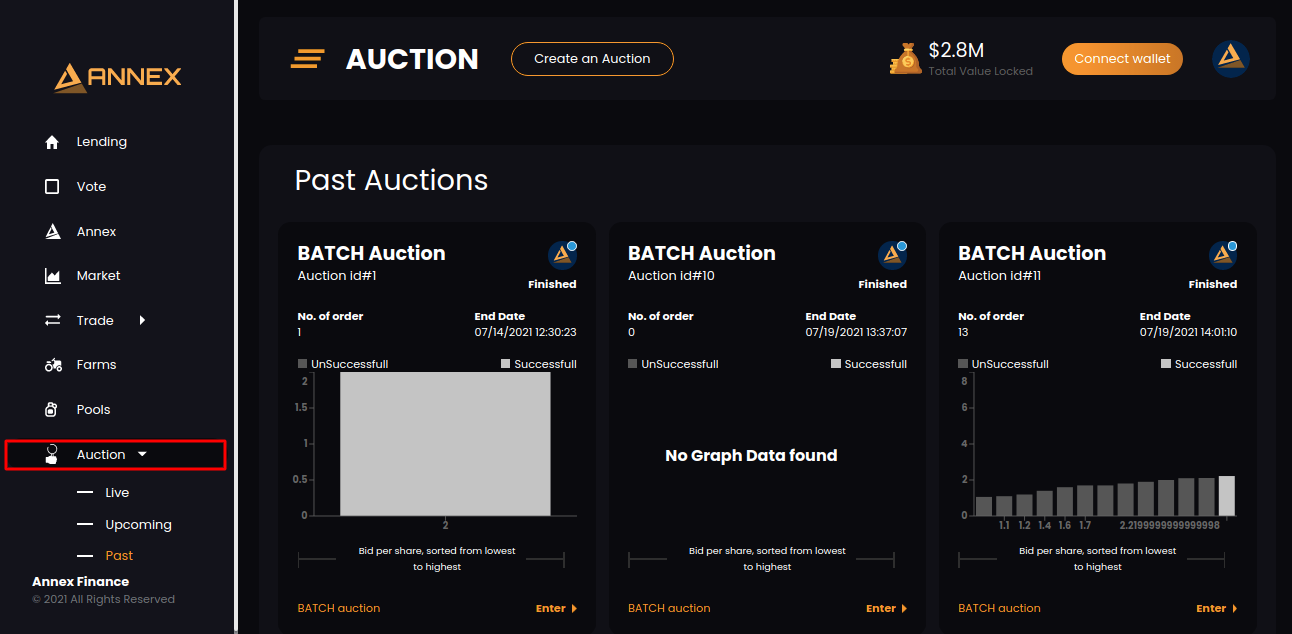 ANNEX
Lending
Vote
Annex
Market
Trade
Farms
Pools
Auction
Live
Upcoming
Past
Annex Finance
© 2021 All Rights Reserved
AUCTION
Create an Auction
$2.8M
Total Value Locked
Connect wallet
Past Auctions
BATCH Auction
Auction id#1
Finished
No. of order
End Date
1
07/14/2021 12:30:23
UnSuccessfull
Successfull
2
1.5
1
0.5
0
2
Bid per share, sorted from lowest
to highest
BATCH auction
Enter
BATCH Auction
Auction id#10
Finished
No. of order
End Date
0
07/19/2021 13:37:07
UnSuccessfull
Successfull
No Graph Data found
Bid per share, sorted from lowest
to highest
BATCH auction
Enter
BATCH Auction
Auction id#11
Finished
No. of order
End Date
13
07/19/2021 14:01:10
UnSuccessfull
Successfull
8
6
4
2
0
1.1 1.2 1.4 1.6 1.7 2.2199999999999998
Bid per share, sorted from lowest
to highest
BATCH auction
Enter